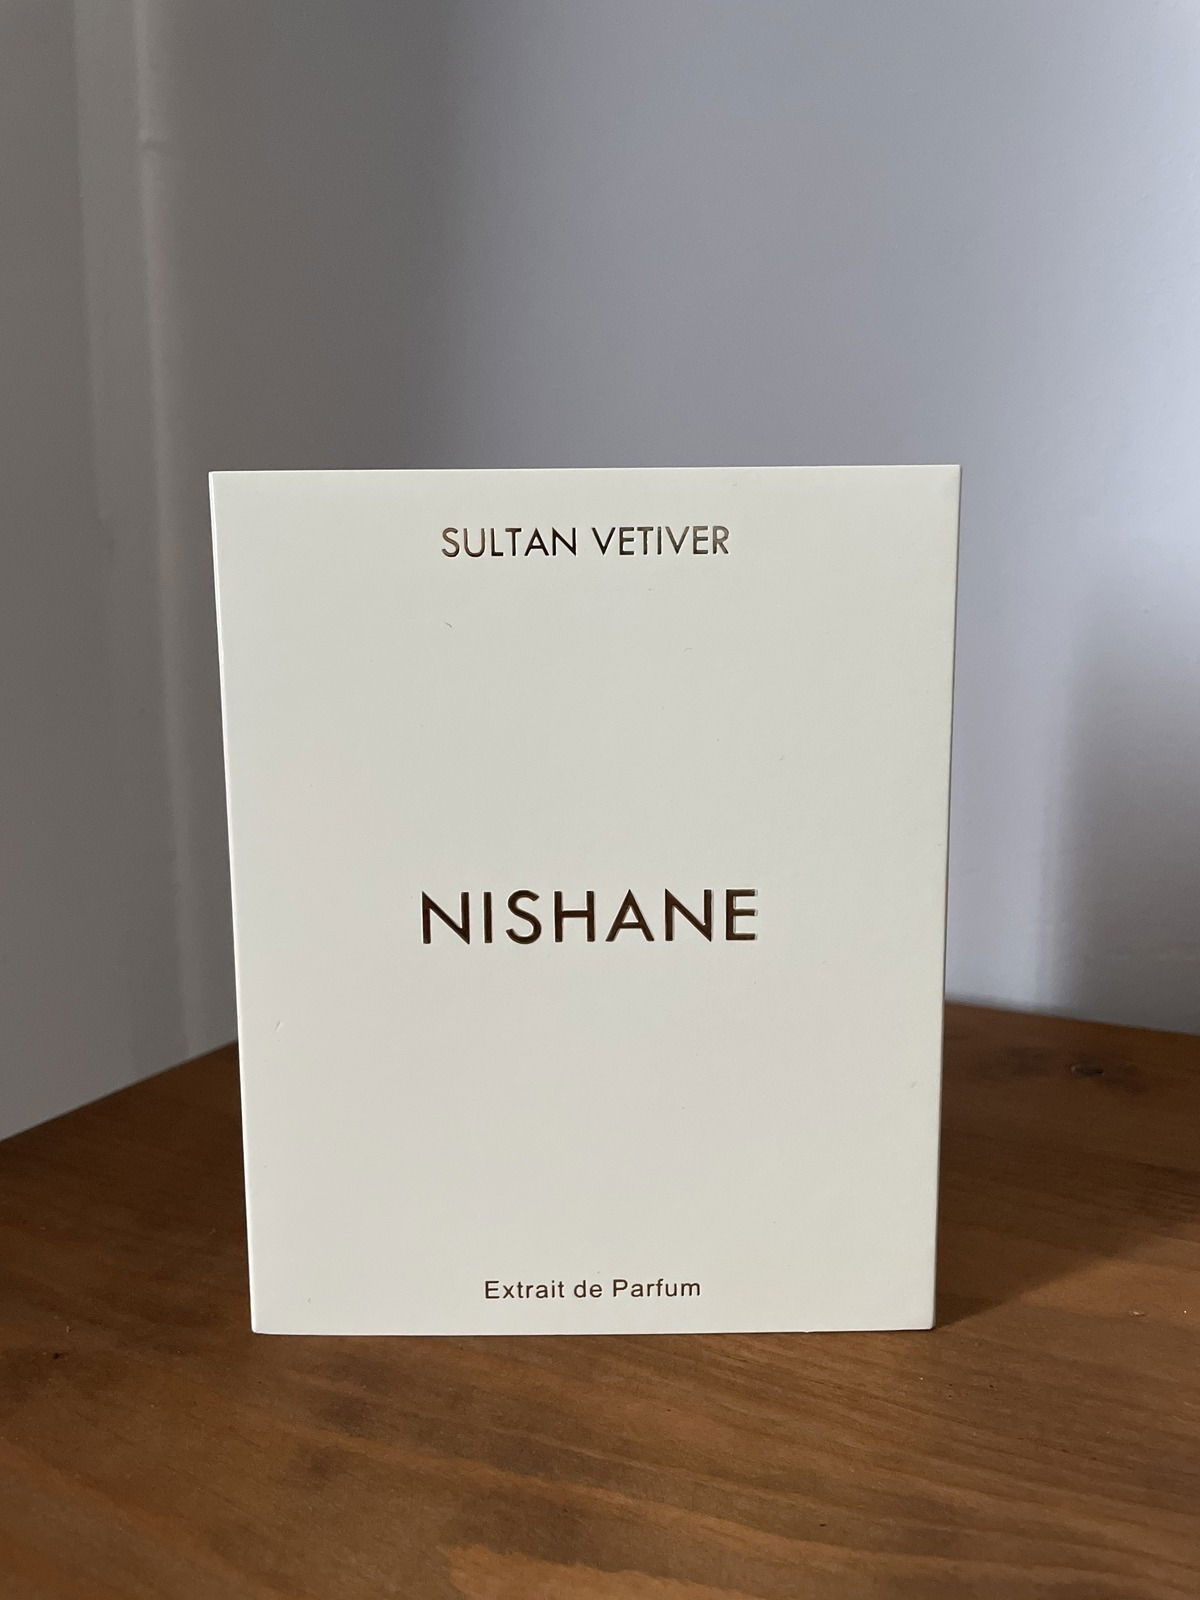 SULTAN VETIVER
NISHANE
Extrait de Parfum